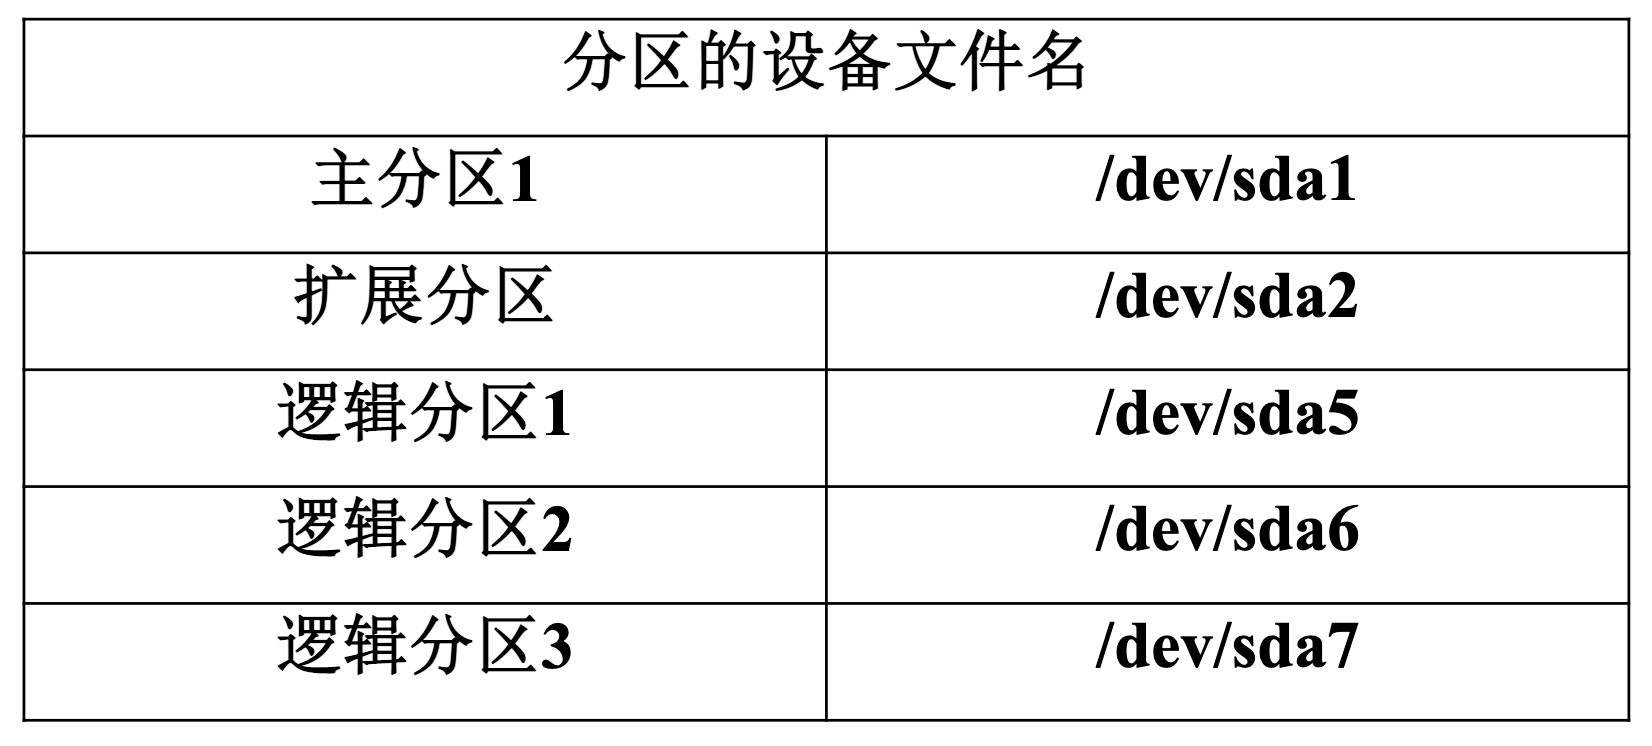 分区的设备文件名
主分区1 /dev/sda1
扩展分区 /dev/sda2
逻辑分区1 /dev/sda5
逻辑分区2 /dev/sda6
逻辑分区3 /dev/sda7